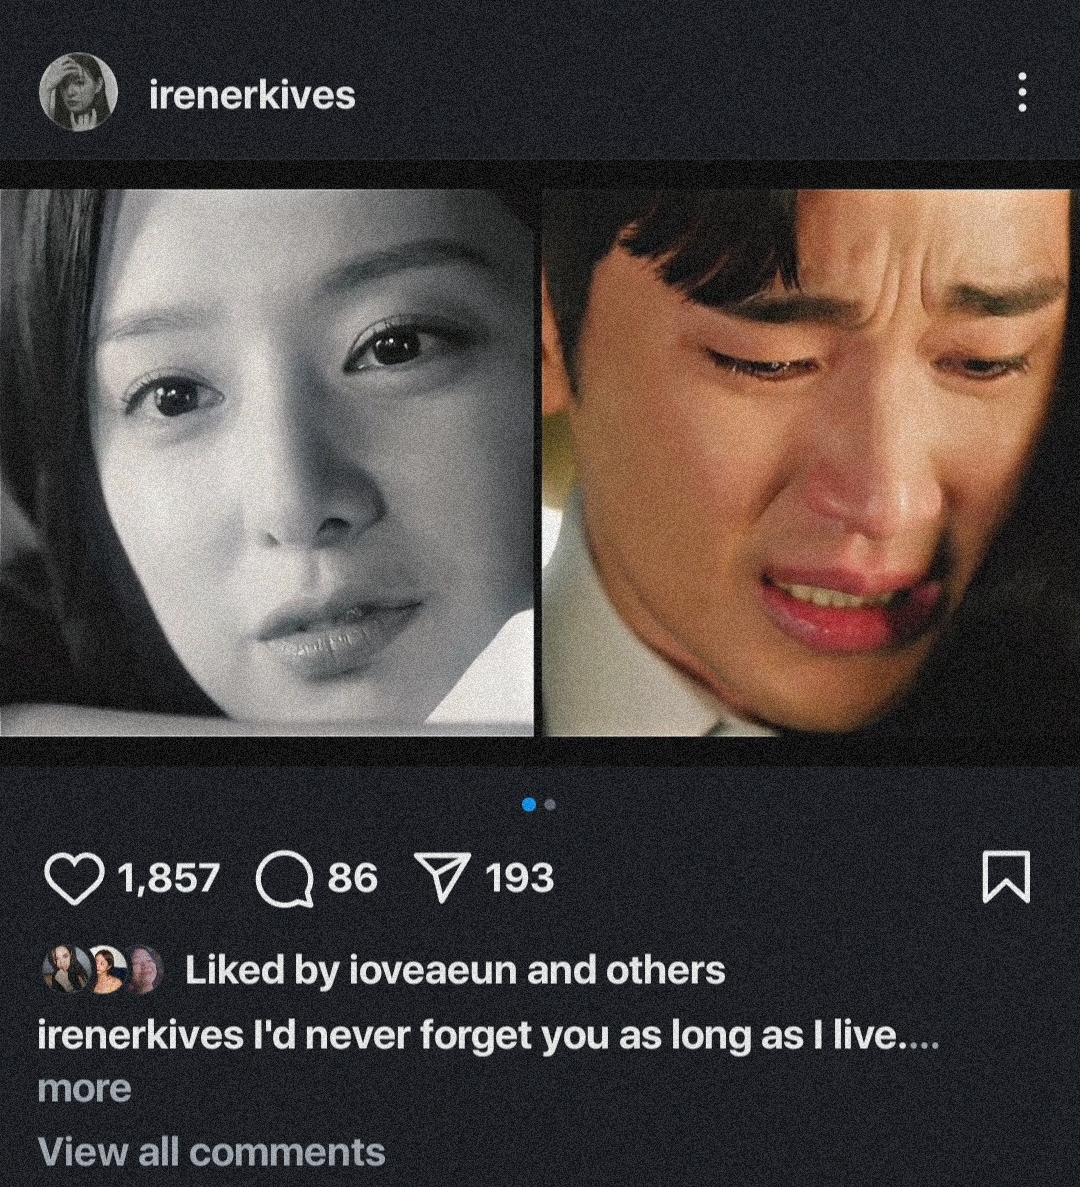 irenerkives
1,857 86 193
Liked by ioveaeun and others
irenerkives I'd never forget you as long as I live....
more
View all comments